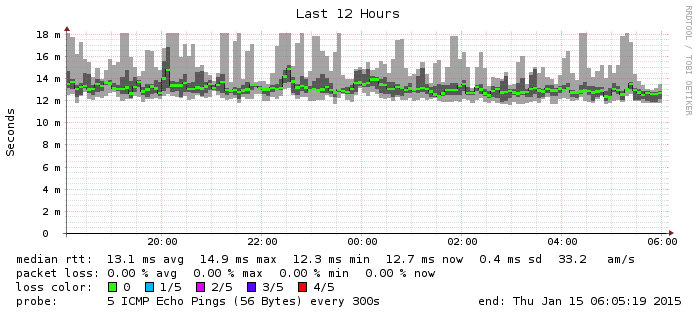 Last 12 Hours
RRDTOOL / TOBI OETIKER
Seconds
18 m
16 m
14 m
12 m
10 m
8 m
6 m
4 m
2 m
0
20:00 22:00 00:00 02:00 04:00 06:00
median rtt: 13.1 ms avg 14.9 ms max 12.3 ms min 12.7 ms now 0.4 ms sd 33.2 am/s
packet loss: 0.00 % avg 0.00 % max 0.00 % min 0.00 % now
loss color: 0 1/5 2/5 3/5 4/5
probe: 5 ICMP Echo Pings (56 Bytes) every 300s end: Thu Jan 15 06:05:19 2015